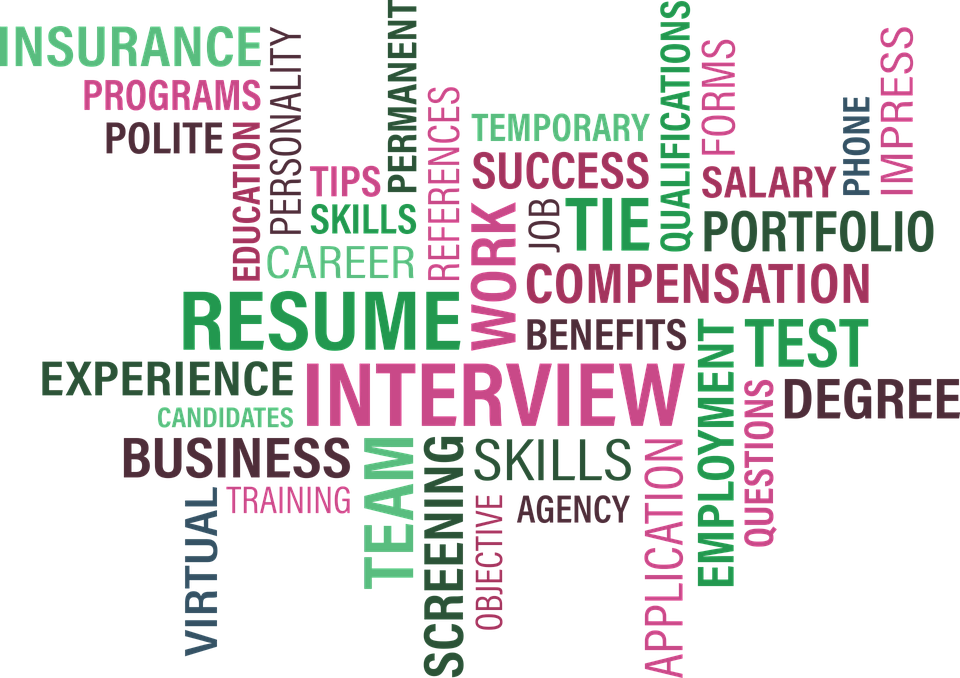 INSURANCE
PROGRAMS
POLITE
EDUCATION
PERSONALITY
TIPS
SKILLS
CAREER
PERMANENT
REFERENCES
TEMPORARY
SUCCESS
WORK
JOB
TIE
QUALIFICATIONS
FORMS
SALARY
PHONE
IMPRESS
PORTFOLIO
COMPENSATION
RESUME
BENEFITS
EXPERIENCE
INTERVIEW
EMPLOYMENT
TEST
DEGREE
QUESTIONS
CANDIDATES
BUSINESS
TRAINING
VIRTUAL
TEAM
SCREENING
SKILLS
OBJECTIVE
AGENCY
APPLICATION